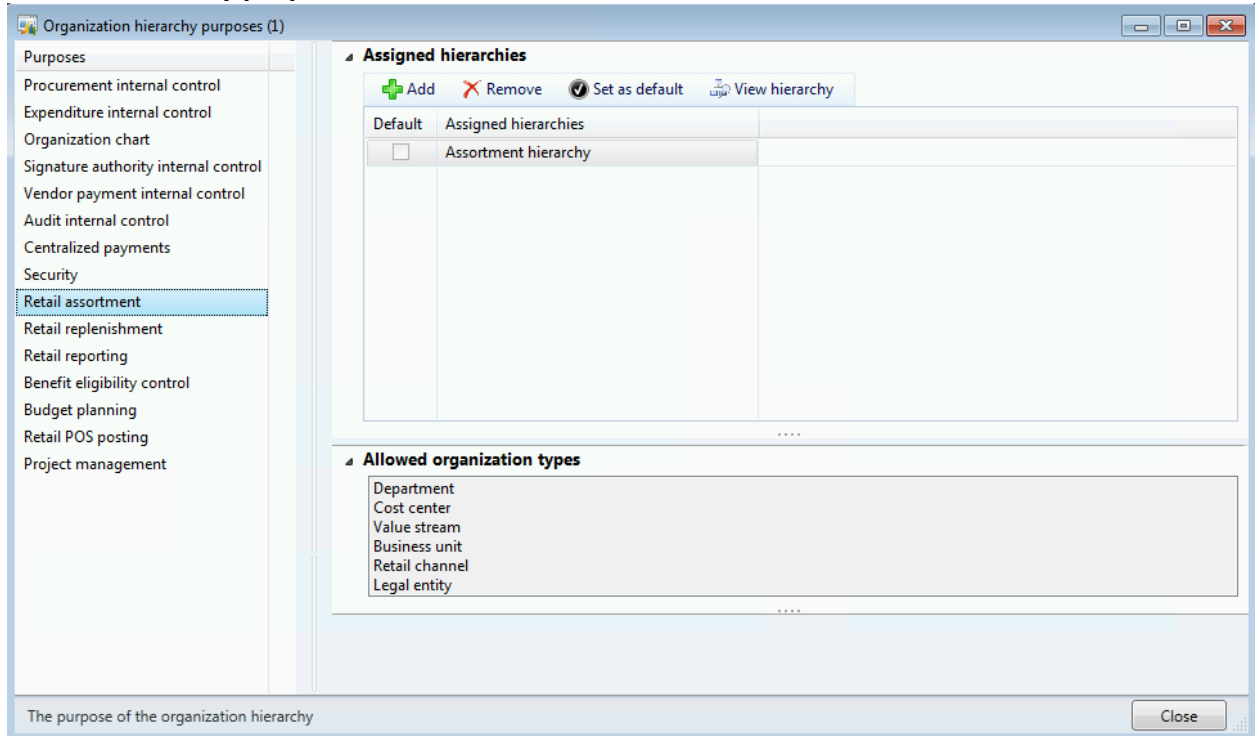 Organization hierarchy purposes (1)
Purposes
Procurement internal control
Expenditure internal control
Organization chart
Signature authority internal control
Vendor payment internal control
Audit internal control
Centralized payments
Security
Retail assortment
Retail replenishment
Retail reporting
Benefit eligibility control
Budget planning
Retail POS posting
Project management
Assigned hierarchies
Add Remove Set as default View hierarchy
Default Assigned hierarchies
Assortment hierarchy
Allowed organization types
Department
Cost center
Value stream
Business unit
Retail channel
Legal entity
The purpose of the organization hierarchy
Close